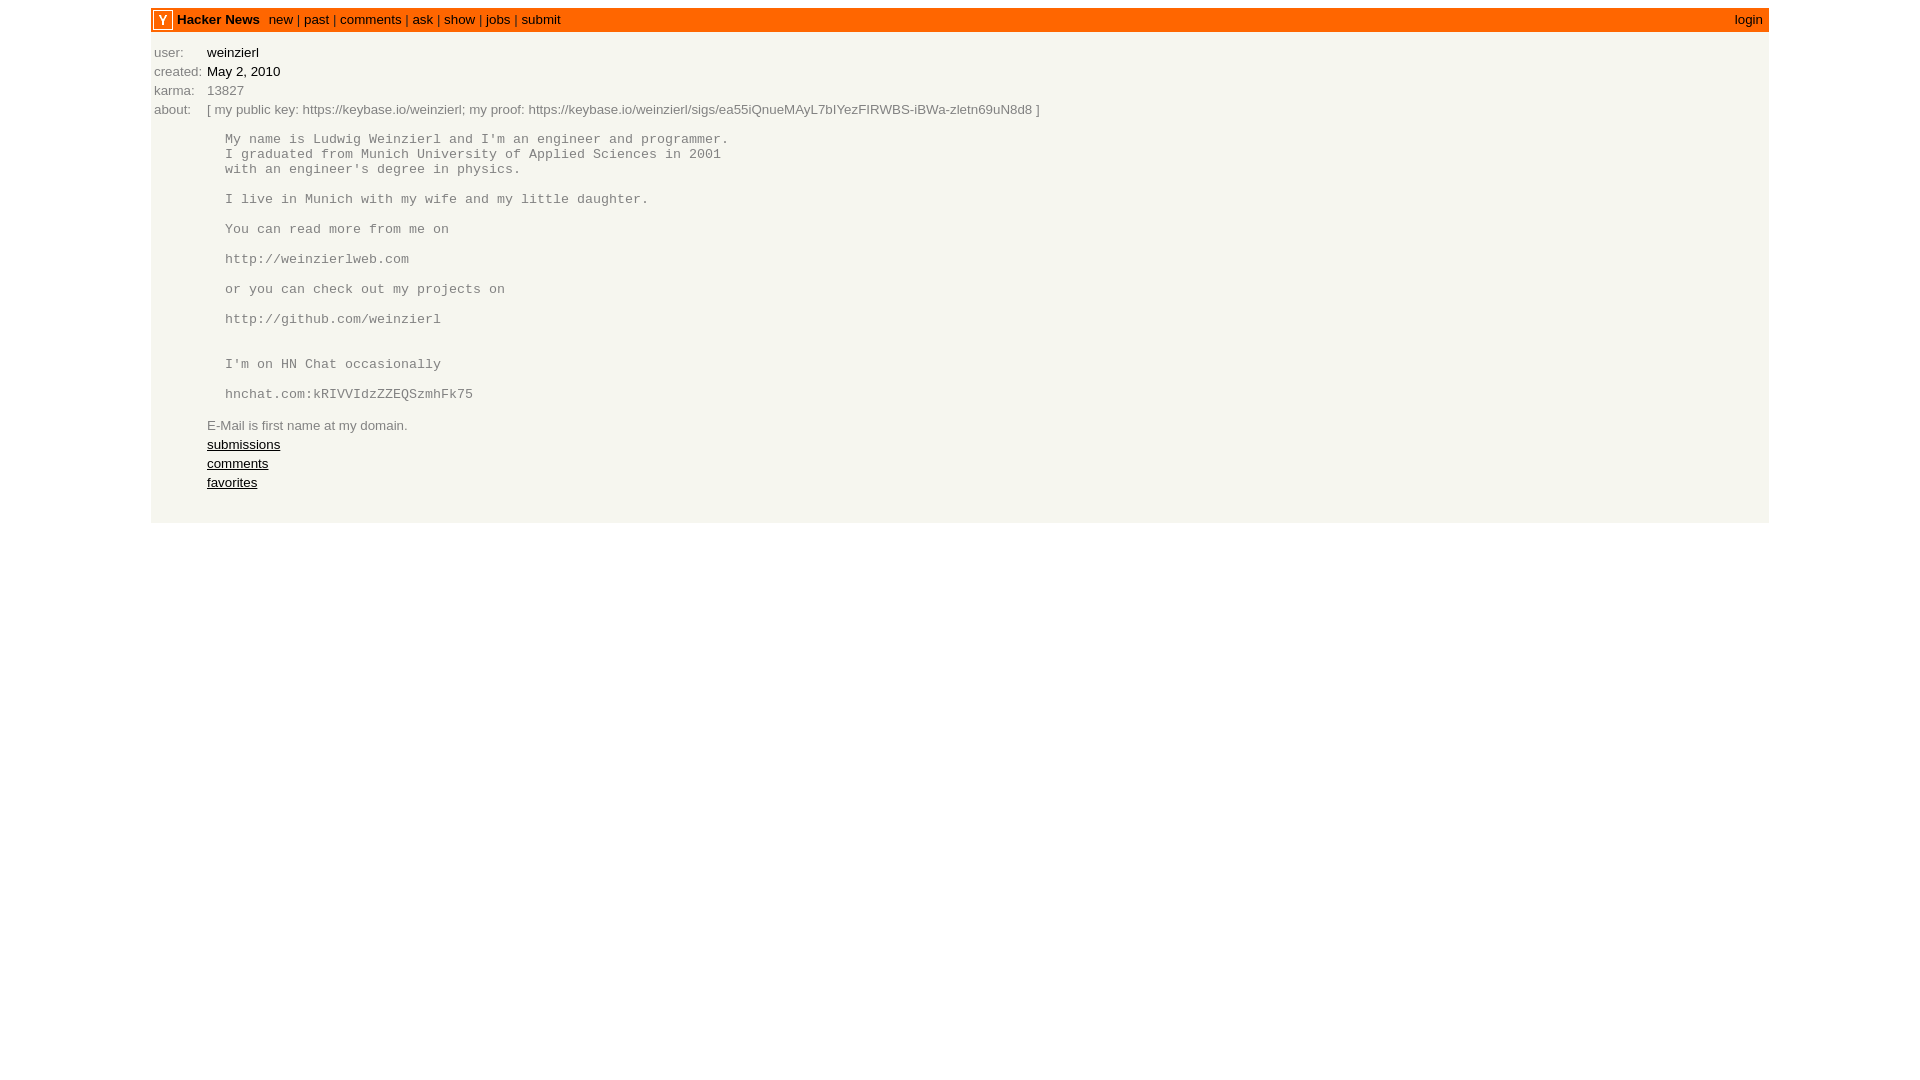 Y Hacker News new | past | comments | ask | show | jobs | submit login
user: weinzierl
created: May 2, 2010
karma: 13827
about: [ my public key: https://keybase.io/weinzierl; my proof: https://keybase.io/weinzierl/sigs/ea55iQnueMAyL7bIYezFIRWBS-iBWa-zletn69uN8d8 ]
My name is Ludwig Weinzierl and I'm an engineer and programmer.
I graduated from Munich University of Applied Sciences in 2001
with an engineer's degree in physics.
I live in Munich with my wife and my little daughter.
You can read more from me on
http://weinzierlweb.com
or you can check out my projects on
http://github.com/weinzierl
I'm on HN Chat occasionally
hnchat.com:kRIVVIdzZZEQSzmhFk75
E-Mail is first name at my domain.
submissions
comments
favorites